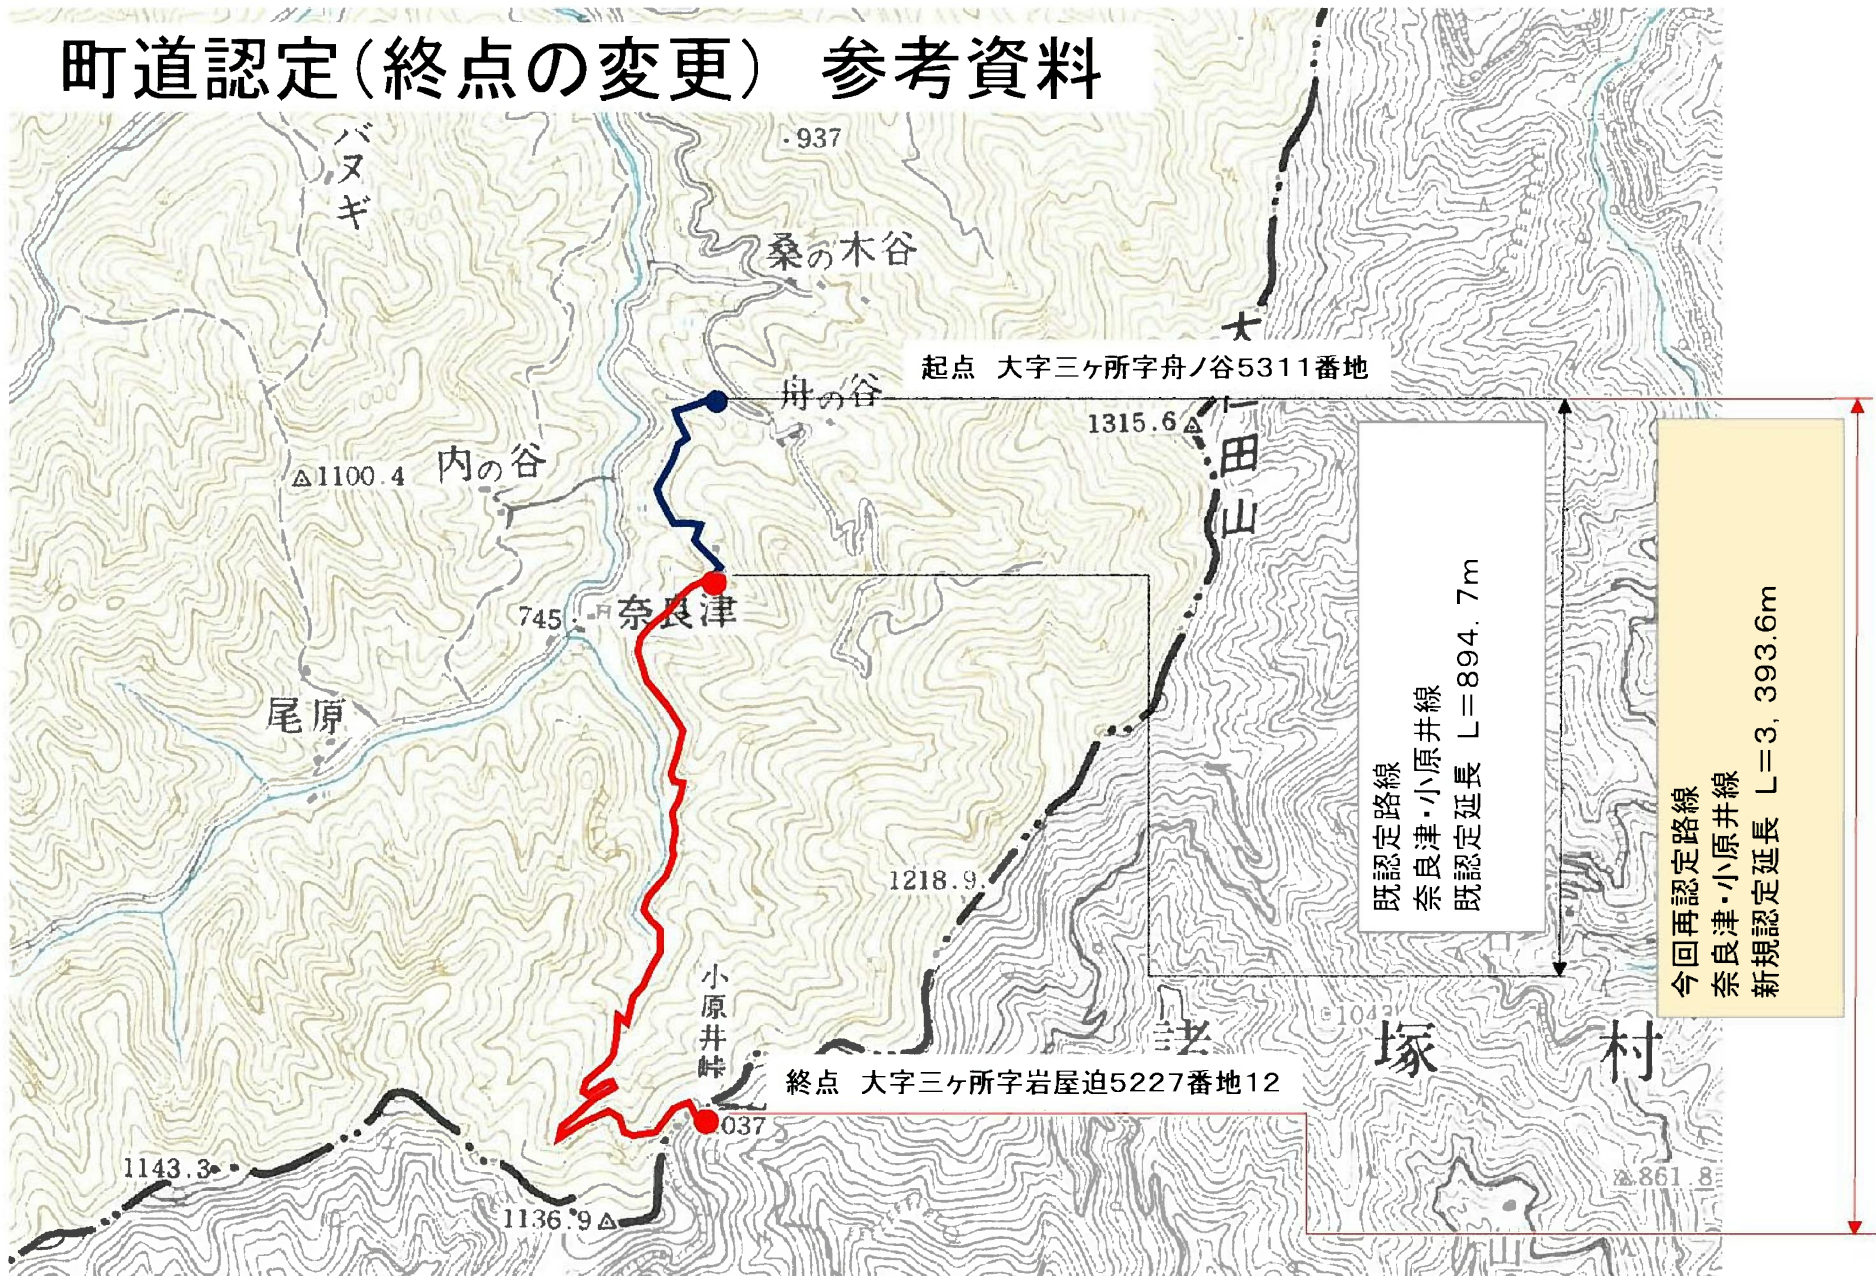 町道認定(終点の変更) 参考資料
バヌギ
・937
桑の木谷
起点 大字三ヶ所字舟ノ谷5311番地
舟の谷
大仁田山
1315.6
1100.4
内の谷
745
奈良津
尾原
既認定路線
奈良津・小原井線
既認定延長 L=894.7m
今回再認定路線
奈良津・小原井線
新規認定延長 L=3,393.6m
1218.9
小原井峠
諸塚村
1043
終点 大字三ヶ所字岩屋迫5227番地12
037
1143.3
861.8
1136.9
山